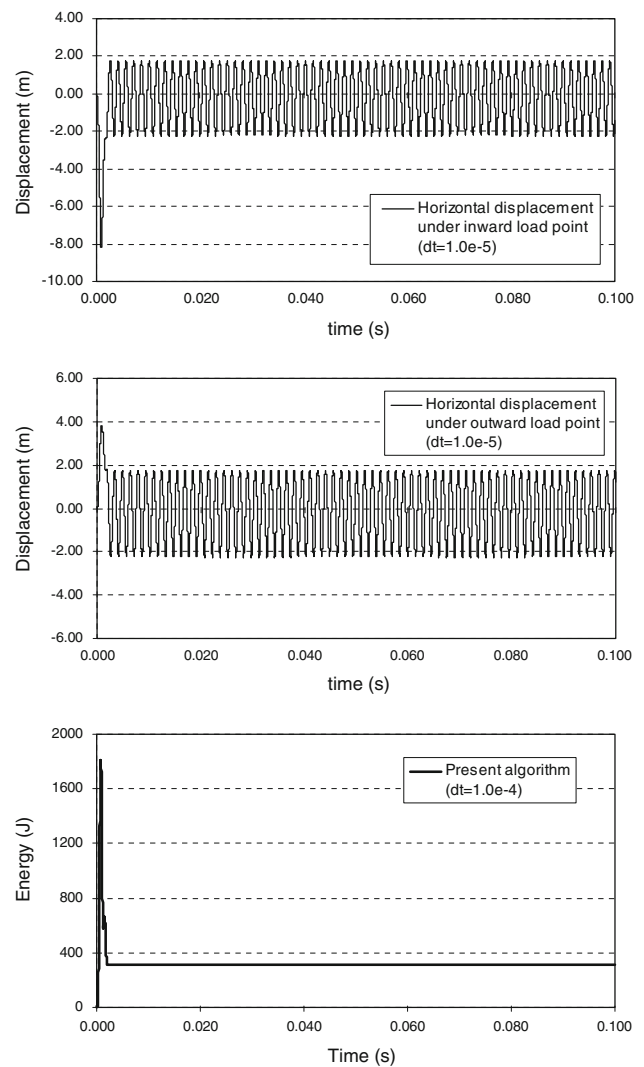 4.00
2.00
0.00
-2.00
-4.00
-6.00
-8.00
-10.00
Displacement (m)
Horizontal displacement
under inward load point
(dt=1.0e-5)
0.000 0.020 0.040 0.060 0.080 0.100
time (s)
6.00
4.00
2.00
0.00
-2.00
-4.00
-6.00
Displacement (m)
Horizontal displacement
under outward load point
(dt=1.0e-5)
0.000 0.020 0.040 0.060 0.080 0.100
time (s)
2000
1600
1200
800
400
0
Energy (J)
Present algorithm
(dt=1.0e-4)
0.000 0.020 0.040 0.060 0.080 0.100
Time (s)